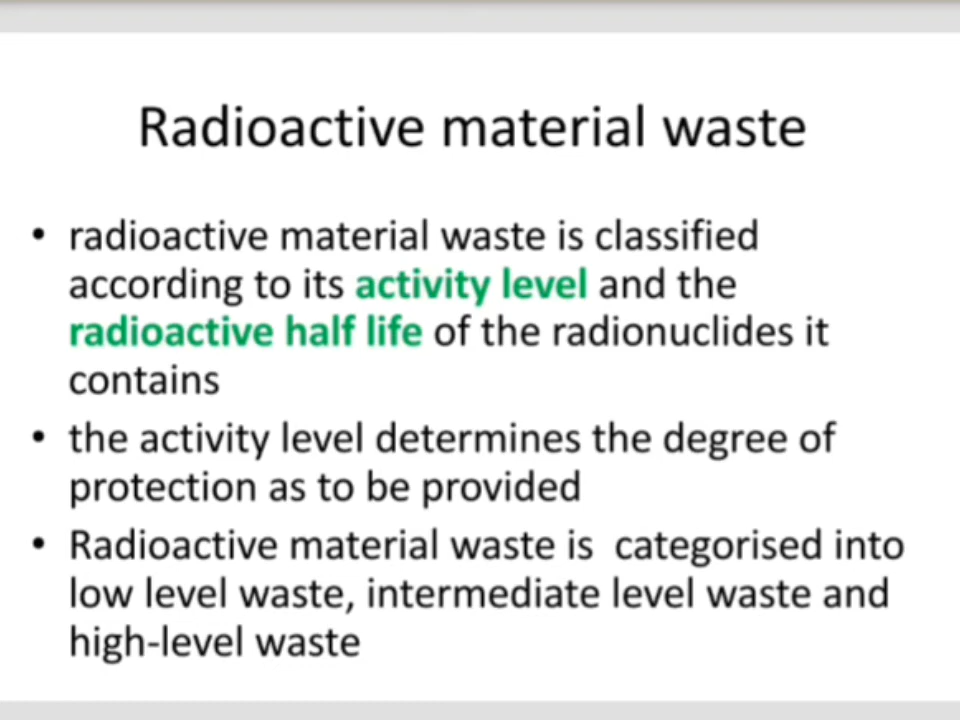 Radioactive material waste
• radioactive material waste is classified
according to its activity level and the
radioactive half life of the radionuclides it
contains
• the activity level determines the degree of
protection as to be provided
• Radioactive material waste is  categorised into
low level waste, intermediate level waste and
high-level waste